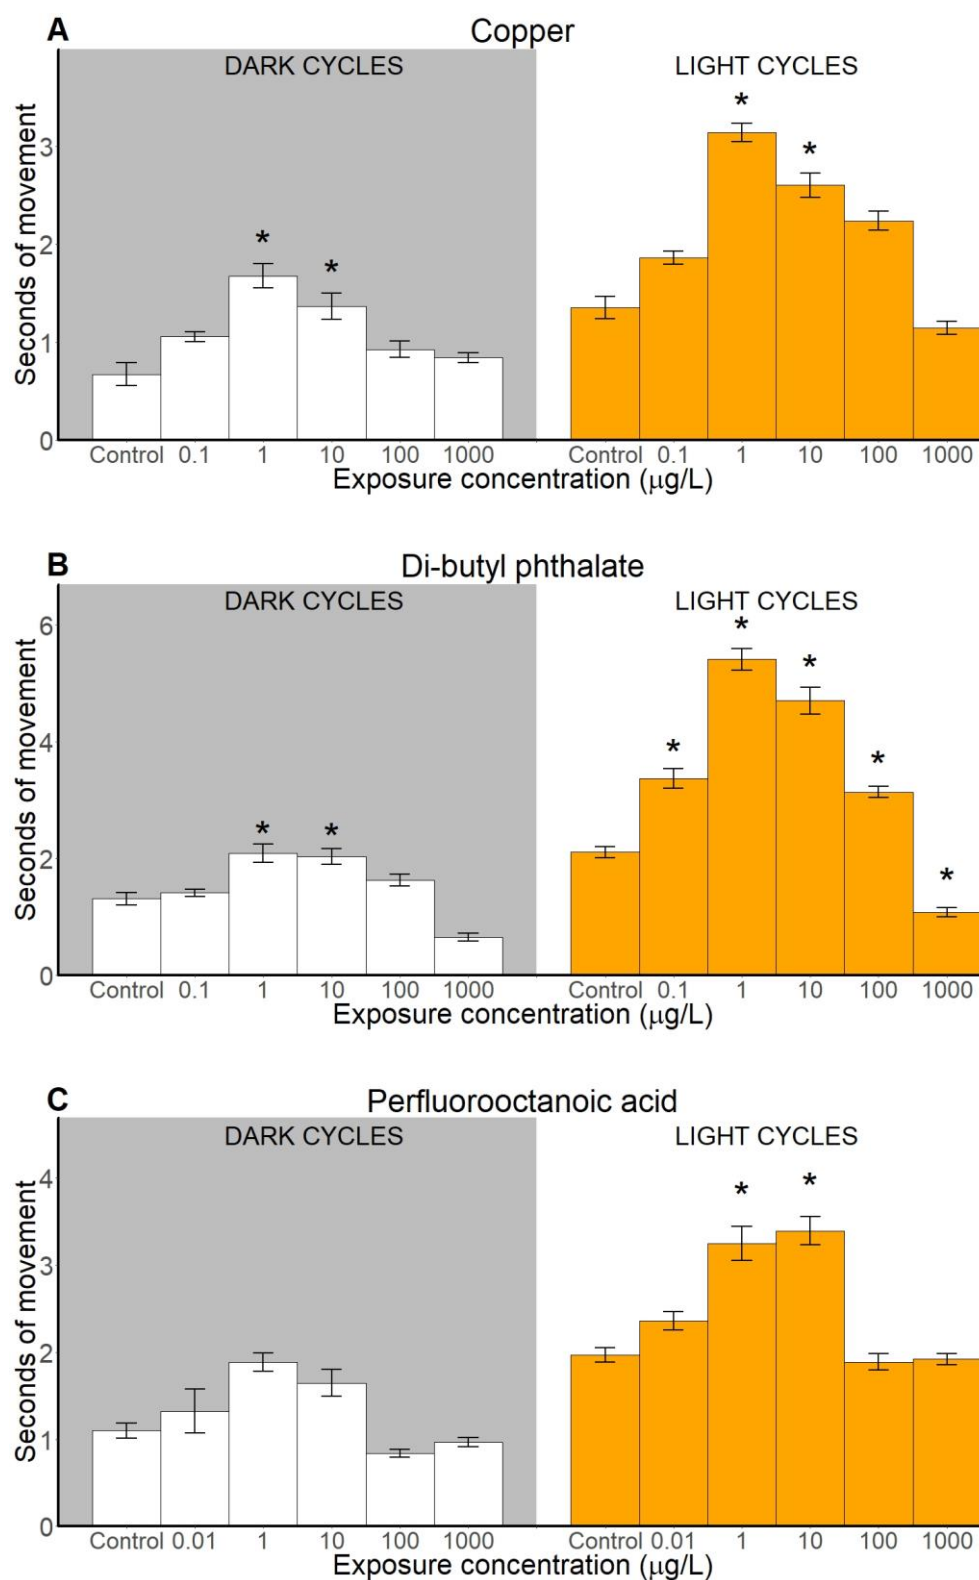 A Copper
DARK CYCLES LIGHT CYCLES
Seconds of movement
3
2
1
0
* * * *
Control 0.1 1 10 100 1000 Control 0.1 1 10 100 1000
Exposure concentration (μg/L)
B Di-butyl phthalate
DARK CYCLES LIGHT CYCLES
Seconds of movement
6
4
2
0
* * * * * * *
Control 0.1 1 10 100 1000 Control 0.1 1 10 100 1000
Exposure concentration (μg/L)
C Perfluorooctanoic acid
DARK CYCLES LIGHT CYCLES
Seconds of movement
4
3
2
1
0
* *
Control 0.01 1 10 100 1000 Control 0.01 1 10 100 1000
Exposure concentration (μg/L)